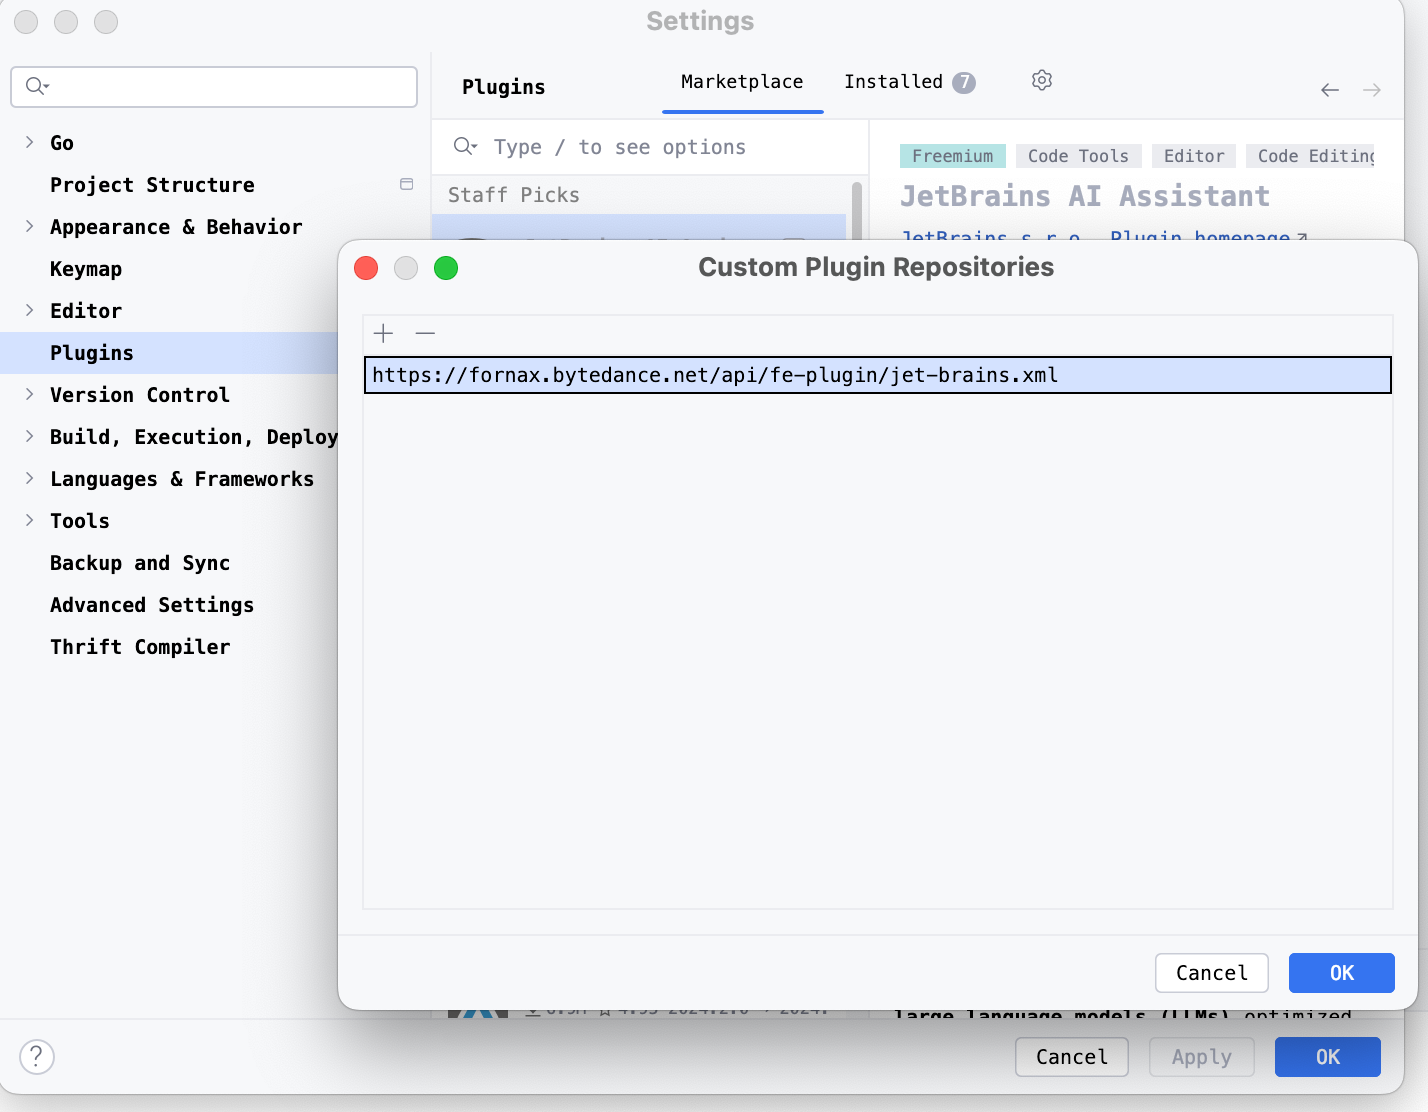 Settings
Plugins
Marketplace
Installed 7
Go
Type / to see options
Project Structure
Staff Picks
Freemium Code Tools Editor Code Editing
JetBrains AI Assistant
JetBrains s.r.o. Plugin homepage
Appearance & Behavior
Keymap
Editor
Plugins
Version Control
Build, Execution, Deploy
Languages & Frameworks
Tools
Backup and Sync
Advanced Settings
Thrift Compiler
Custom Plugin Repositories
https://fornax.bytedance.net/api/fe-plugin/jet-brains.xml
Cancel
OK
large language models (LLMs) optimized
?
Cancel
Apply
OK